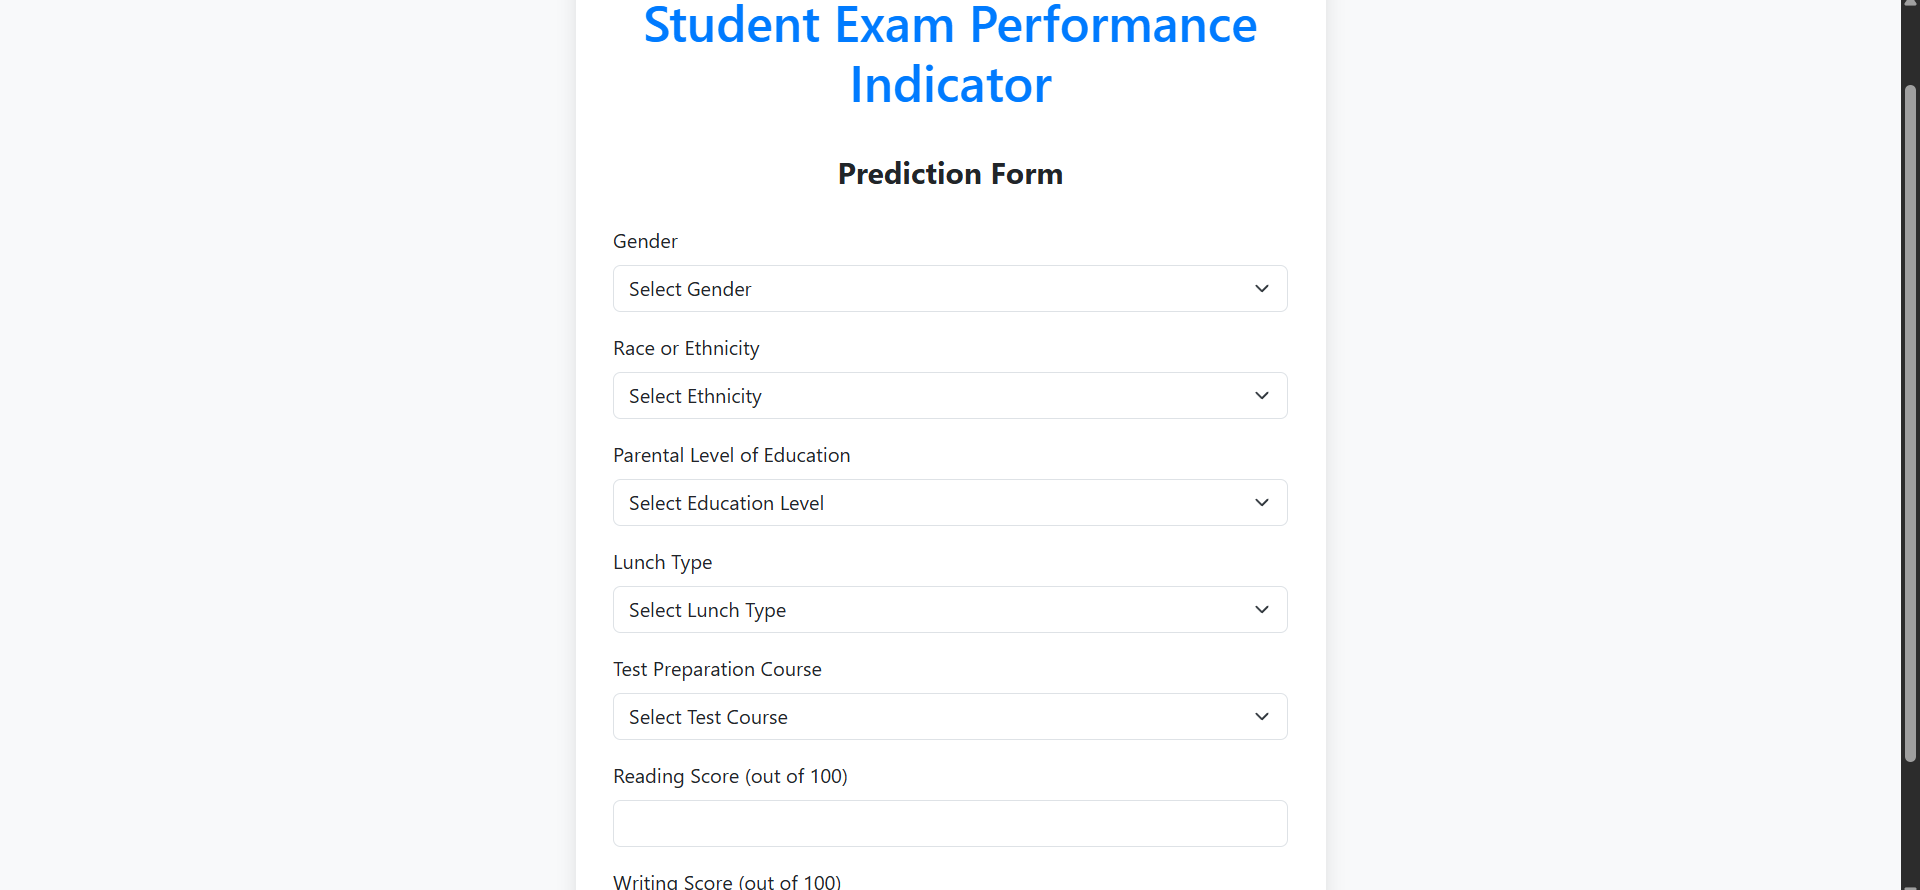 Student Exam Performance
Indicator
Prediction Form
Gender
Select Gender
Race or Ethnicity
Select Ethnicity
Parental Level of Education
Select Education Level
Lunch Type
Select Lunch Type
Test Preparation Course
Select Test Course
Reading Score (out of 100)
Writing Score (out of 100)